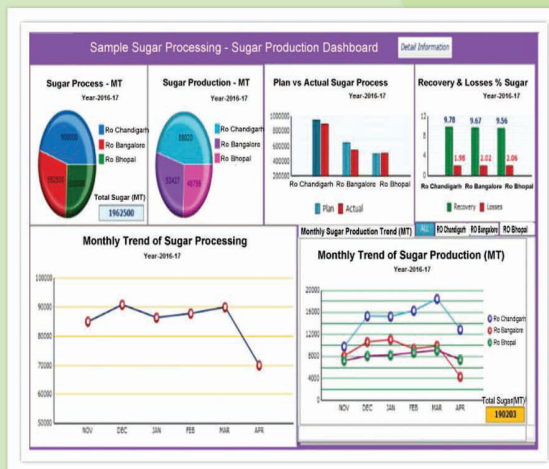 Sample Sugar Processing - Sugar Production Dashboard
Detail Information
Sugar Process - MT
Year-2016-17
900000
552500
510000
Ro Chandigarh
Ro Bangalore
Ro Bhopal
Total Sugar (MT)
1962500
Sugar Production - MT
Year-2016-17
88020
Ro Chandigarh
Ro Bangalore
Ro Bhopal
Plan vs Actual Sugar Process
Year-2016-17
1000000
800000
600000
400000
200000
Ro Chandigarh Ro Bangalore Ro Bhopal
Plan Actual
Recovery & Losses % Sugar
Year-2016-17
12
8
4
0
9.78 9.67 9.56
1.98 2.02 2.06
Ro Chandigarh Ro Bangalore Ro Bhopal
Recovery Losses
Monthly Trend of Sugar Processing
Year-2016-17
100000
90000
80000
70000
60000
50000
NOV DEC JAN FEB MAR APR
Monthly Sugar Production Trend (MT)
ALL RO Chandigarh RO Bangalore RO Bhopal
Monthly Trend of Sugar Production (MT)
Year-2016-17
20000
16000
12000
8000
4000
0
NOV DEC JAN FEB MAR APR
Ro Chandigarh
Ro Bangalore
Ro Bhopal
Total Sugar(MT)
190203